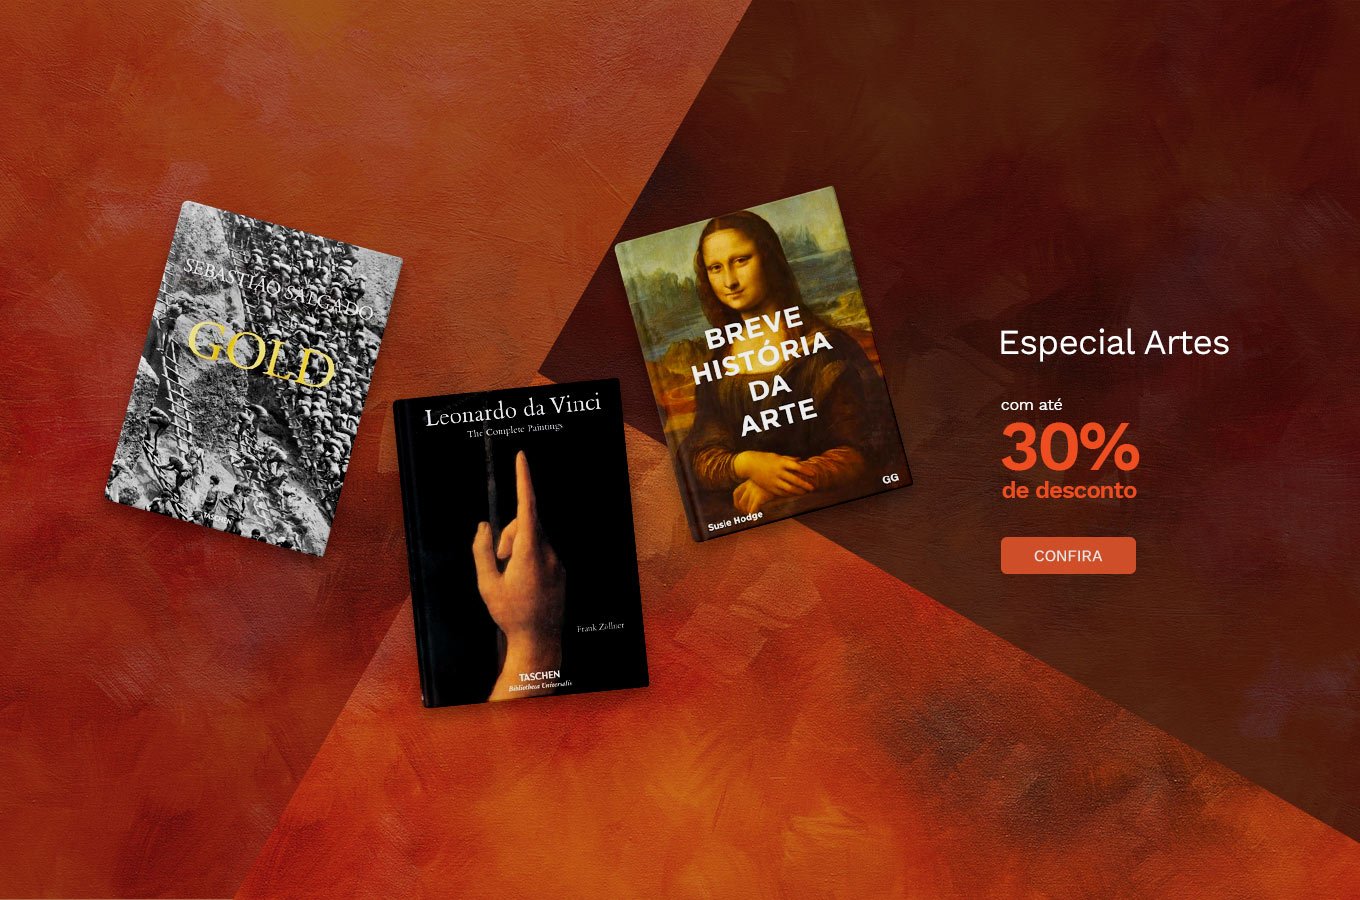 SEBASTIÃO SALGADO
GOLD
TASCHEN
Leonardo da Vinci
The Complete Paintings
Frank Zöllner
TASCHEN
Bibliotheca Universalis
BREVE
HISTÓRIA
DA
ARTE
GG
Susie Hodge
Especial Artes
com até
30%
de desconto
CONFIRA